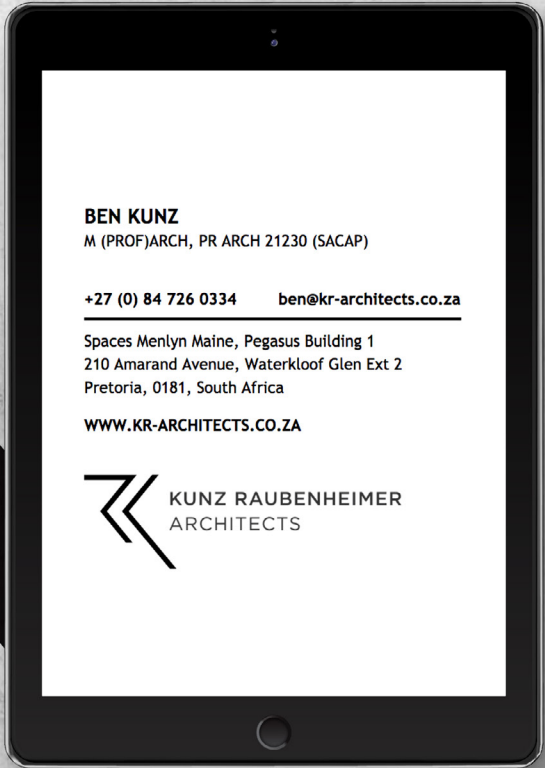 BEN KUNZ
M (PROF)ARCH, PR ARCH 21230 (SACAP)
+27 (0) 84 726 0334 ben@kr-architects.co.za
Spaces Menlyn Maine, Pegasus Building 1
210 Amarand Avenue, Waterkloof Glen Ext 2
Pretoria, 0181, South Africa
WWW.KR-ARCHITECTS.CO.ZA
KUNZ RAUBENHEIMER
ARCHITECTS